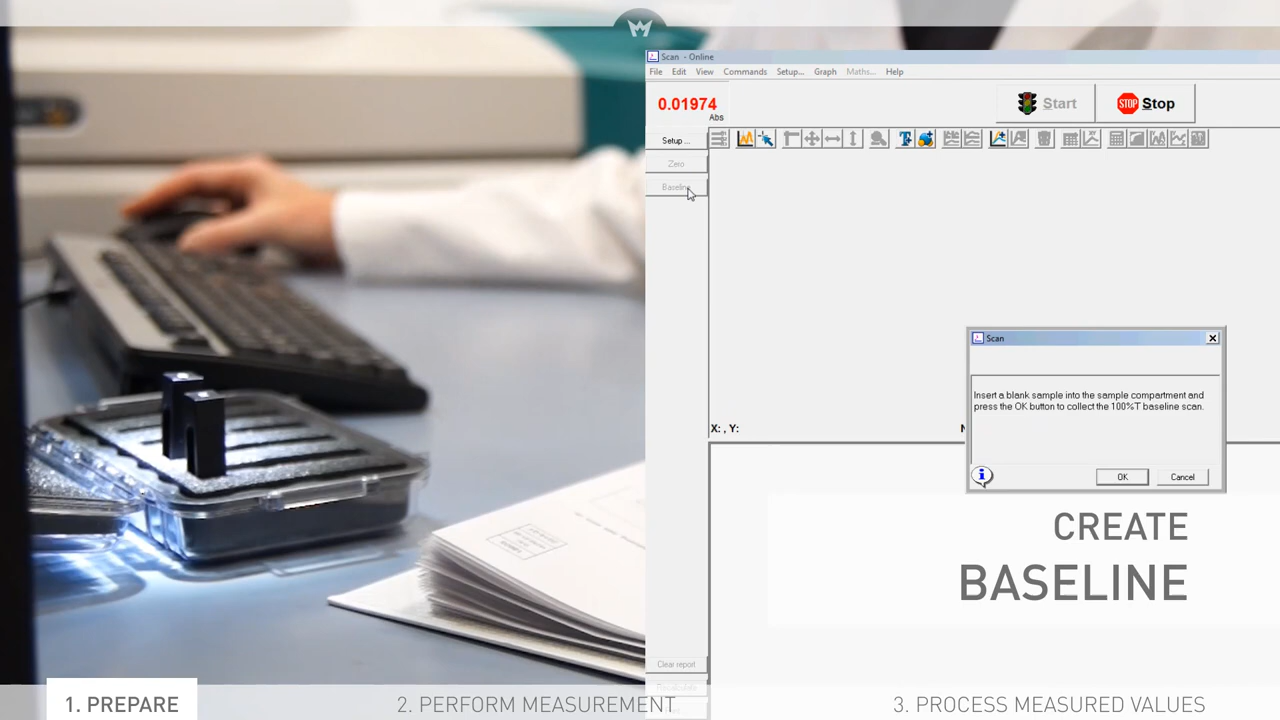 Scan - Online
File Edit View Commands Setup... Graph Maths... Help
0.01974
Abs
Start
STOP Stop
Setup ...
Zero
Baseline
X: , Y:
Scan
Insert a blank sample into the sample compartment and
press the OK button to collect the 100%T baseline scan.
OK Cancel
CREATE
BASELINE
Clear report
Recalculate
1. PREPARE
2. PERFORM MEASUREMENT
3. PROCESS MEASURED VALUES